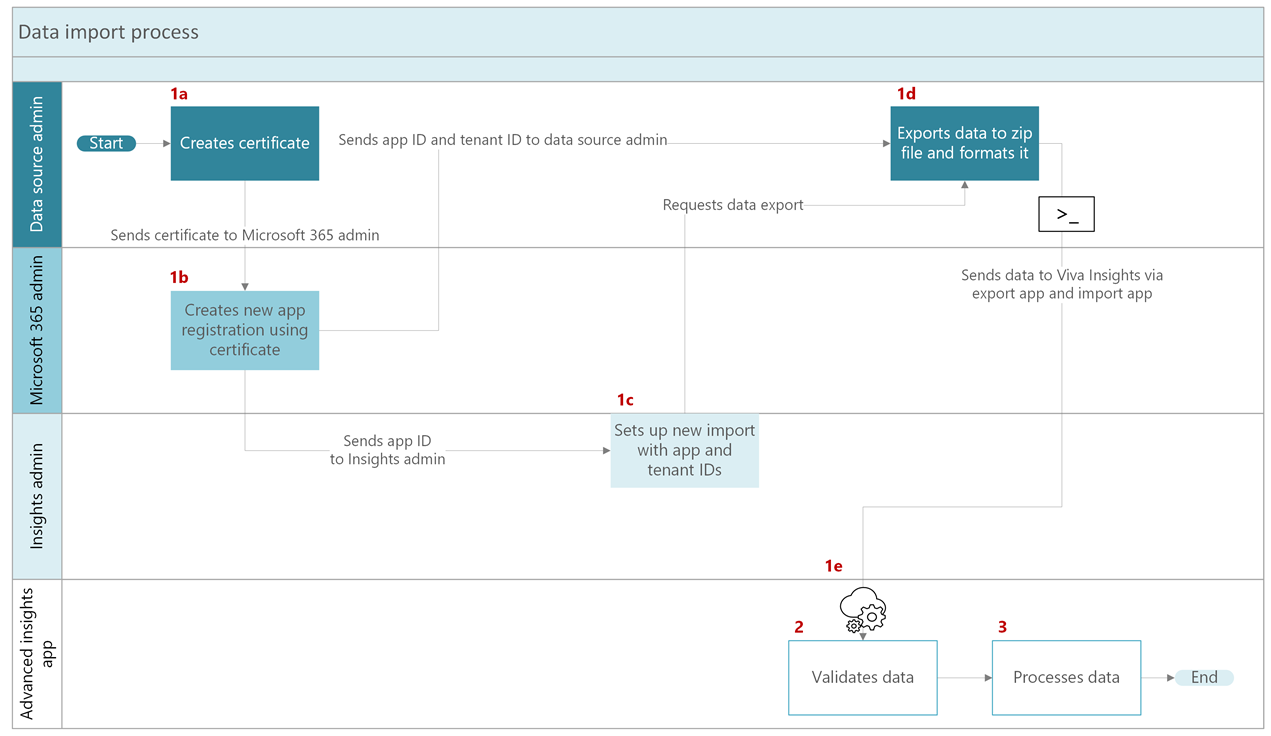 Data import process
Data source admin
1a
Start
Creates certificate
Sends app ID and tenant ID to data source admin
1d
Exports data to zip
file and formats it
Requests data export
>_
Sends certificate to Microsoft 365 admin
Microsoft 365 admin
1b
Creates new app
registration using
certificate
Sends data to Viva Insights via
export app and import app
Insights admin
1c
Sets up new import
with app and
tenant IDs
Sends app ID
to Insights admin
1e
Advanced insights
app
2
Validates data
3
Processes data
End